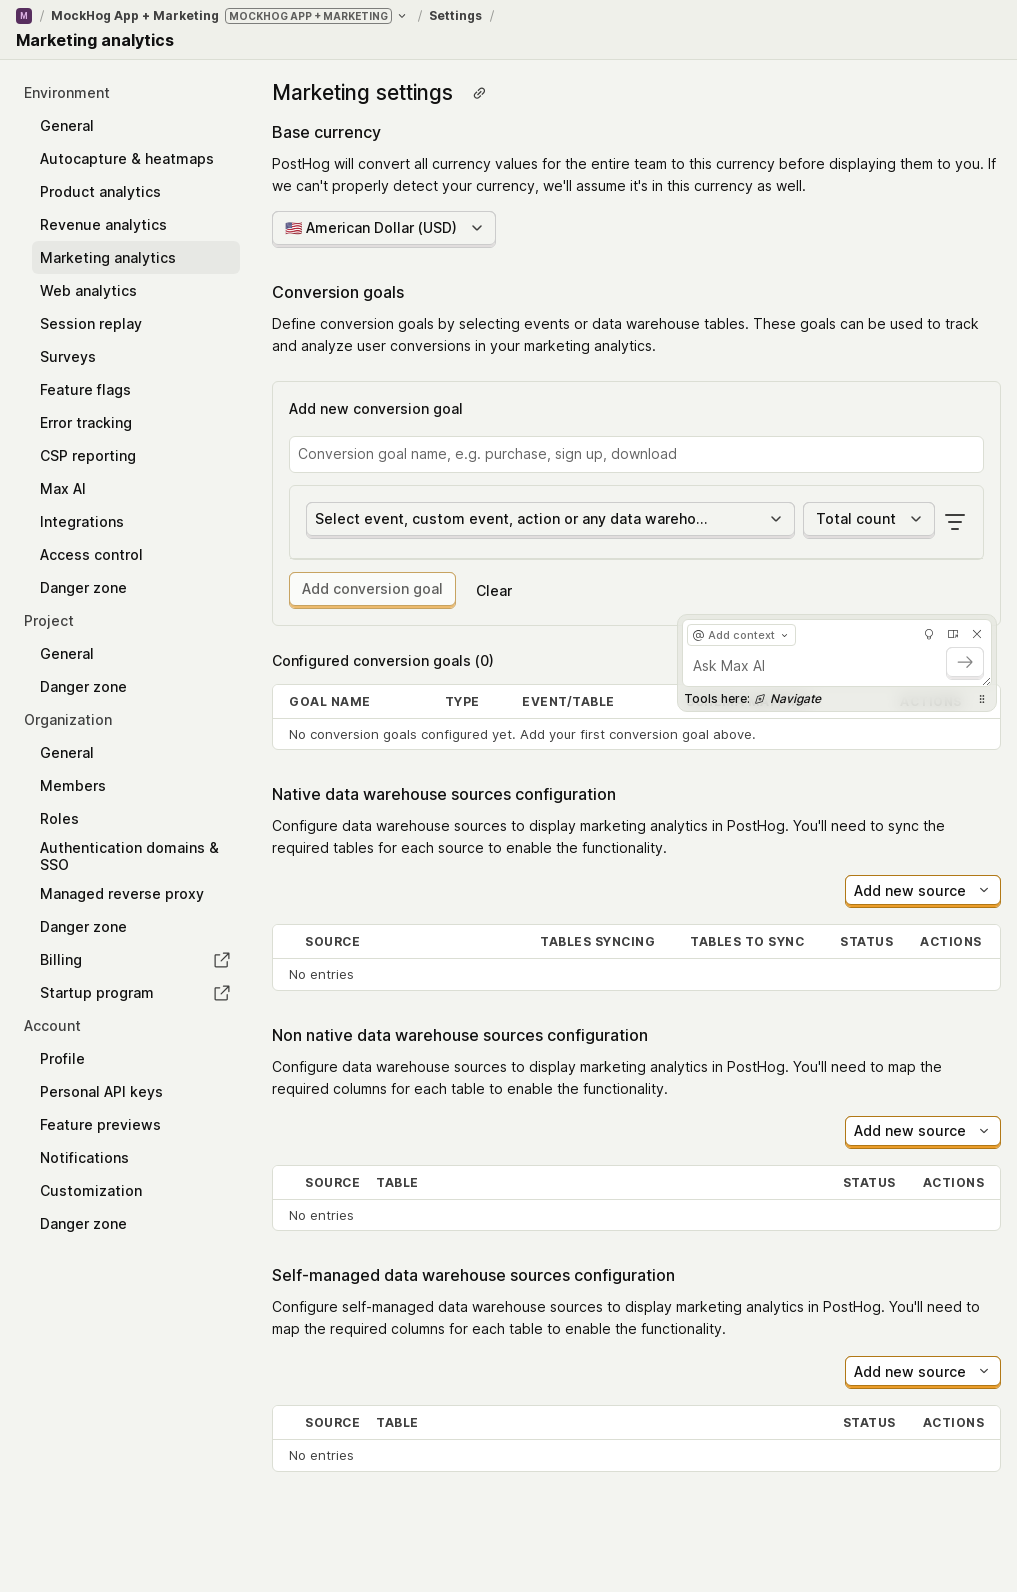 M / MockHog App + Marketing MOCKHOG APP + MARKETING / Settings /
Marketing analytics
Environment
General
Autocapture & heatmaps
Product analytics
Revenue analytics
Marketing analytics
Web analytics
Session replay
Surveys
Feature flags
Error tracking
CSP reporting
Max AI
Integrations
Access control
Danger zone
Project
General
Danger zone
Organization
General
Members
Roles
Authentication domains &
SSO
Managed reverse proxy
Danger zone
Billing
Startup program
Account
Profile
Personal API keys
Feature previews
Notifications
Customization
Danger zone
Marketing settings
Base currency
PostHog will convert all currency values for the entire team to this currency before displaying them to you. If
we can't properly detect your currency, we'll assume it's in this currency as well.
🇺🇸 American Dollar (USD)
Conversion goals
Define conversion goals by selecting events or data warehouse tables. These goals can be used to track
and analyze user conversions in your marketing analytics.
Add new conversion goal
Conversion goal name, e.g. purchase, sign up, download
Select event, custom event, action or any data wareho... Total count
Add conversion goal Clear
@ Add context
Ask Max AI
Tools here: Navigate
Configured conversion goals (0)
GOAL NAME TYPE EVENT/TABLE ACTIONS
No conversion goals configured yet. Add your first conversion goal above.
Native data warehouse sources configuration
Configure data warehouse sources to display marketing analytics in PostHog. You'll need to sync the
required tables for each source to enable the functionality.
Add new source
SOURCE TABLES SYNCING TABLES TO SYNC STATUS ACTIONS
No entries
Non native data warehouse sources configuration
Configure data warehouse sources to display marketing analytics in PostHog. You'll need to map the
required columns for each table to enable the functionality.
Add new source
SOURCE TABLE STATUS ACTIONS
No entries
Self-managed data warehouse sources configuration
Configure self-managed data warehouse sources to display marketing analytics in PostHog. You'll need to
map the required columns for each table to enable the functionality.
Add new source
SOURCE TABLE STATUS ACTIONS
No entries